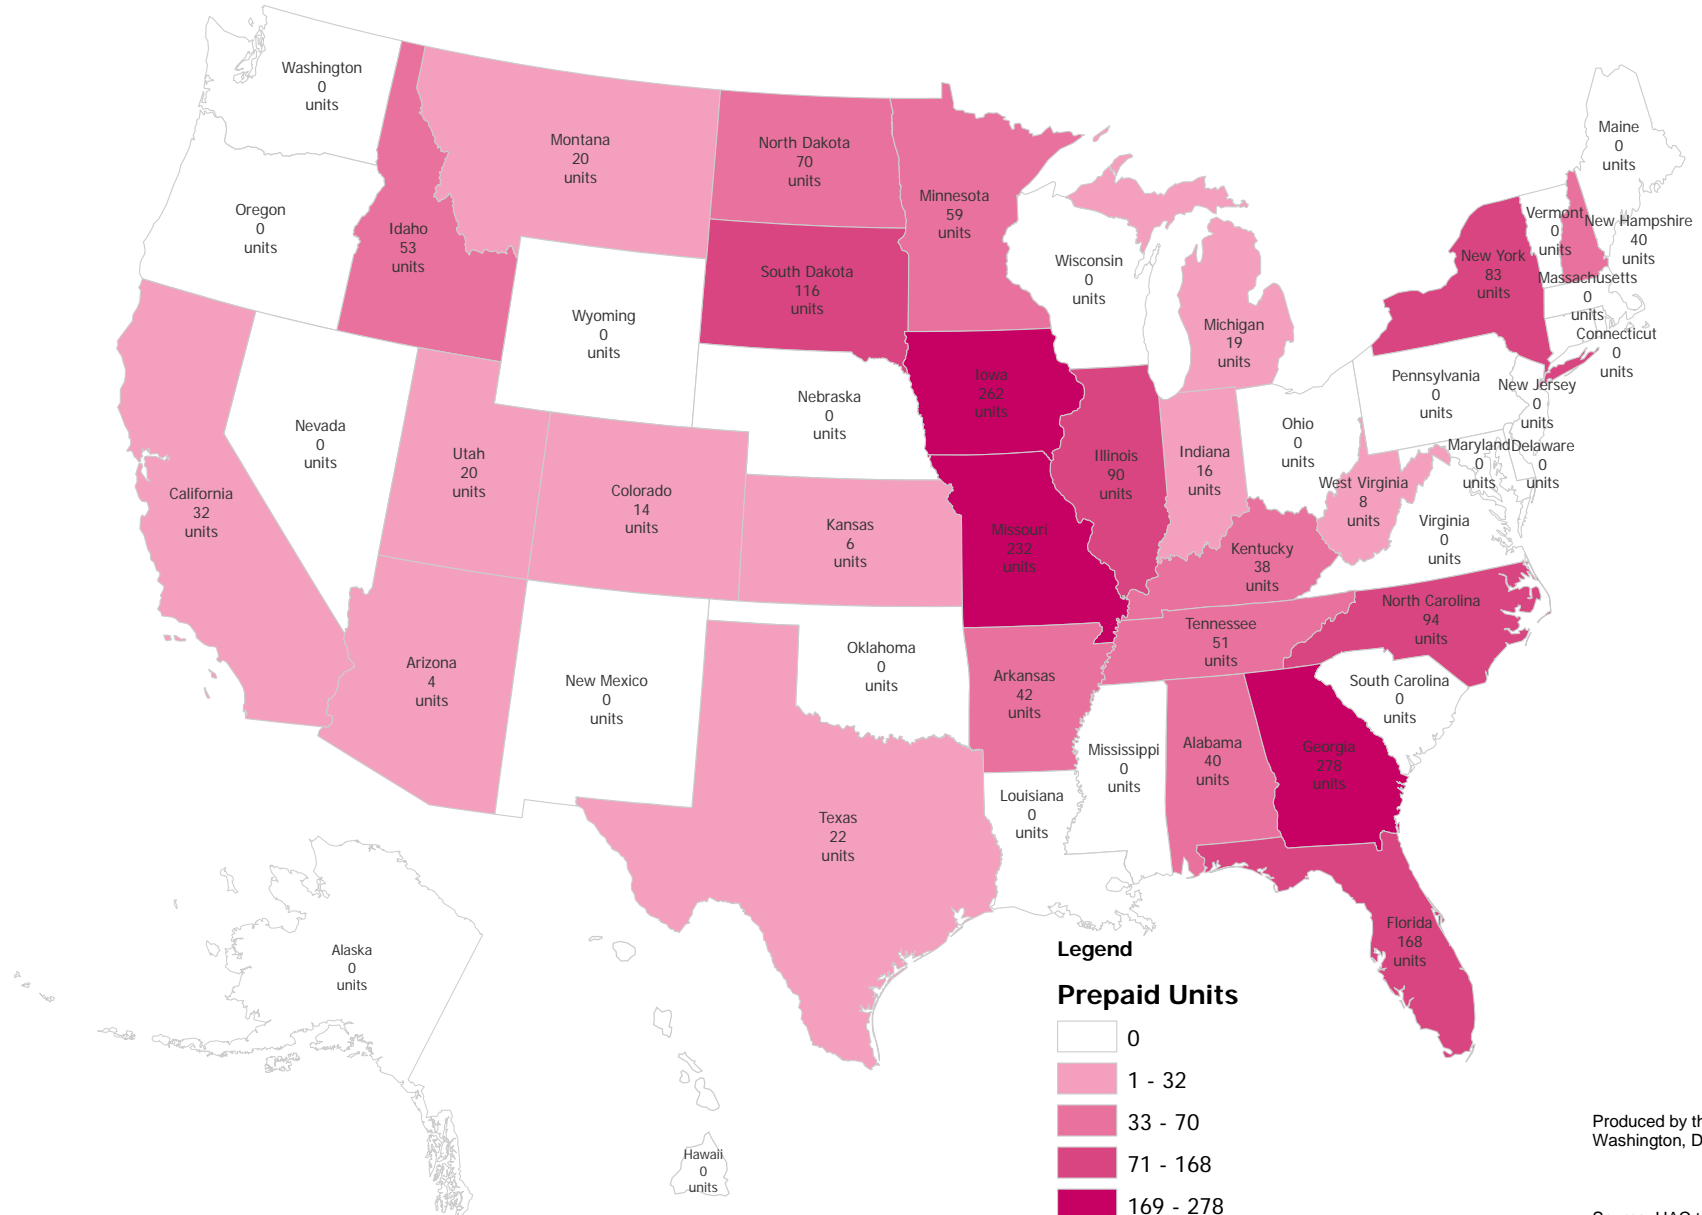 Washington
0
units
Oregon
0
units
Idaho
53
units
Montana
20
units
North Dakota
70
units
Minnesota
59
units
South Dakota
116
units
Wyoming
0
units
Wisconsin
0
units
Michigan
19
units
Maine
0
units
Vermont
0
units
New Hampshire
40
units
New York
83
units
Massachusetts
0
units
Connecticut
0
units
Pennsylvania
0
units
New Jersey
0
units
Nevada
0
units
Utah
20
units
California
32
units
Colorado
14
units
Nebraska
0
units
Kansas
6
units
Iowa
262
units
Missouri
232
units
Illinois
90
units
Indiana
16
units
Ohio
0
units
West Virginia
8
units
Maryland
0
units
Delaware
0
units
Virginia
0
units
Kentucky
38
units
North Carolina
94
units
Tennessee
51
units
South Carolina
0
units
Arizona
4
units
New Mexico
0
units
Oklahoma
0
units
Arkansas
42
units
Texas
22
units
Louisiana
0
units
Mississippi
0
units
Alabama
40
units
Georgia
278
units
Florida
168
units
Alaska
0
units
Hawaii
0
units
Legend
Prepaid Units
0
1 - 32
33 - 70
71 - 168
169 - 278
Produced by th
Washington, D